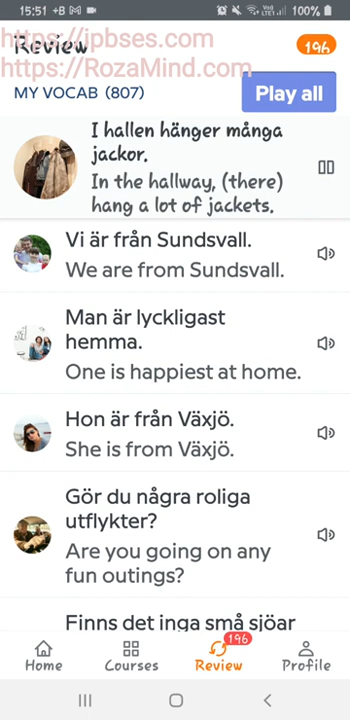 15:51 +B M
100%
https://jpbses.com
Review
196
https://RozaMind.com
MY VOCAB (807)
Play all
I hallen hänger många
jackor.
In the hallway, (there)
hang a lot of jackets.
Vi är från Sundsvall.
We are from Sundsvall.
Man är lyckligast
hemma.
One is happiest at home.
Hon är från Växjö.
She is from Växjö.
Gör du några roliga
utflykter?
Are you going on any
fun outings?
Finns det inga små sjöar
196
Home
Courses
Review
Profile